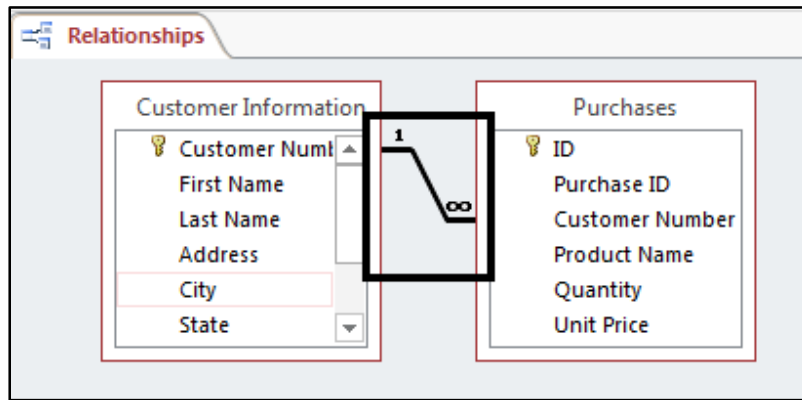 Relationships
Customer Information
Customer Numb
First Name
Last Name
Address
City
State
1
∞
Purchases
ID
Purchase ID
Customer Number
Product Name
Quantity
Unit Price